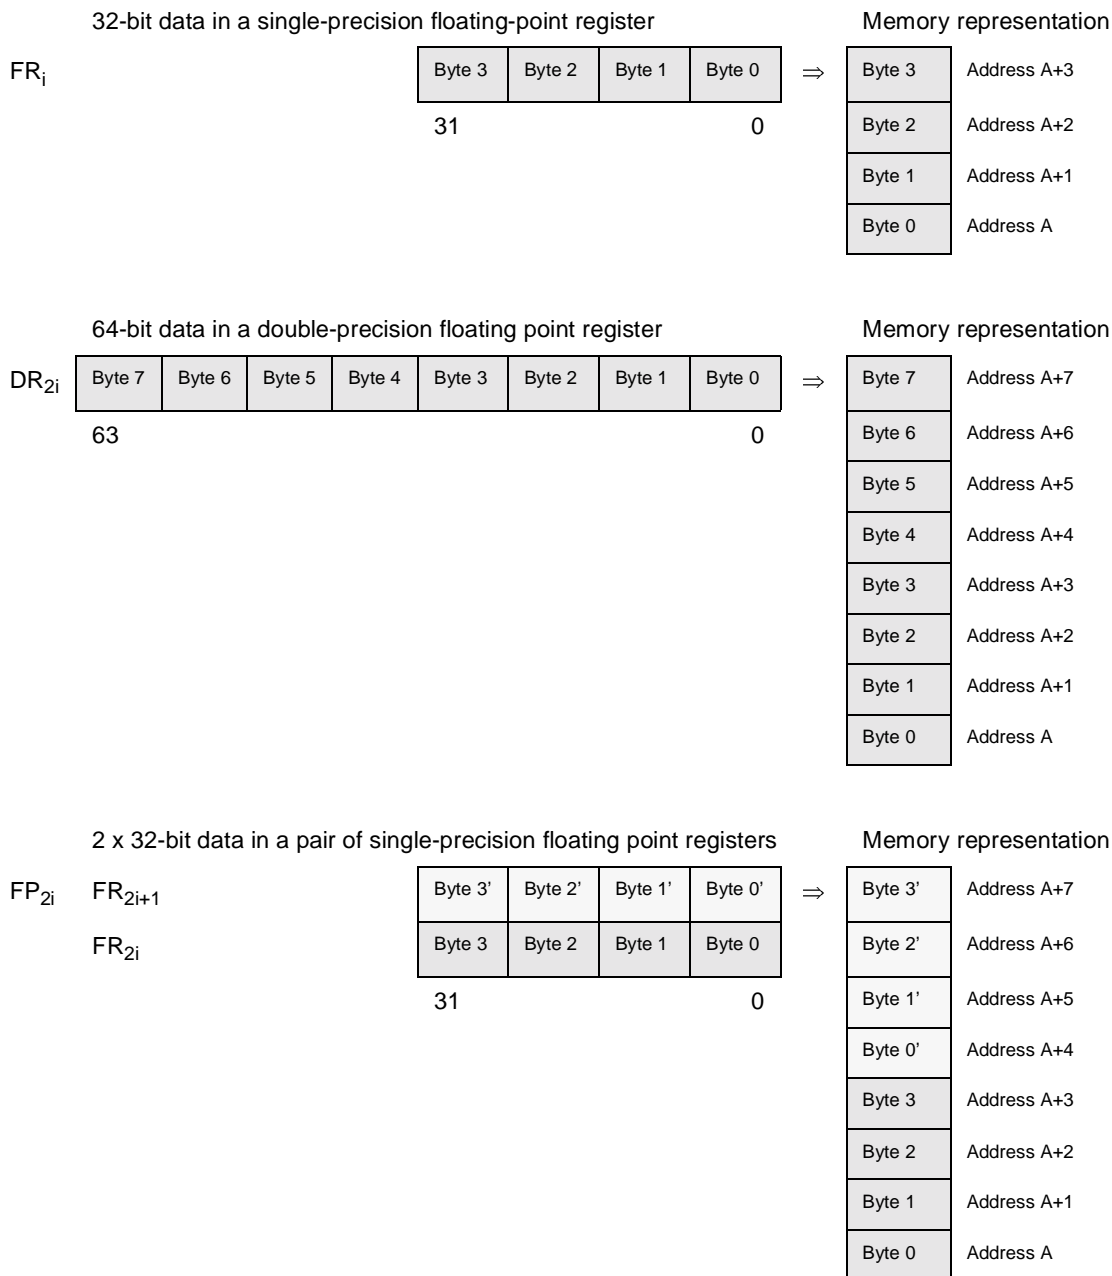 32-bit data in a single-precision floating-point register Memory representation
FRi Byte 3 Byte 2 Byte 1 Byte 0 ⇒ Byte 3 Address A+3
31 0 Byte 2 Address A+2
Byte 1 Address A+1
Byte 0 Address A
64-bit data in a double-precision floating point register Memory representation
DR2i Byte 7 Byte 6 Byte 5 Byte 4 Byte 3 Byte 2 Byte 1 Byte 0 ⇒ Byte 7 Address A+7
63 0 Byte 6 Address A+6
Byte 5 Address A+5
Byte 4 Address A+4
Byte 3 Address A+3
Byte 2 Address A+2
Byte 1 Address A+1
Byte 0 Address A
2 x 32-bit data in a pair of single-precision floating point registers Memory representation
FP2i FR2i+1 Byte 3’ Byte 2’ Byte 1’ Byte 0’ ⇒ Byte 3’ Address A+7
FR2i Byte 3 Byte 2 Byte 1 Byte 0 Byte 2’ Address A+6
31 0 Byte 1’ Address A+5
Byte 0’ Address A+4
Byte 3 Address A+3
Byte 2 Address A+2
Byte 1 Address A+1
Byte 0 Address A